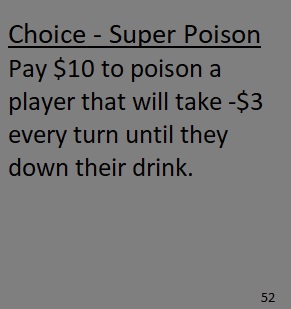 Choice - Super Poison
Pay $10 to poison a
player that will take -$3
every turn until they
down their drink.
52